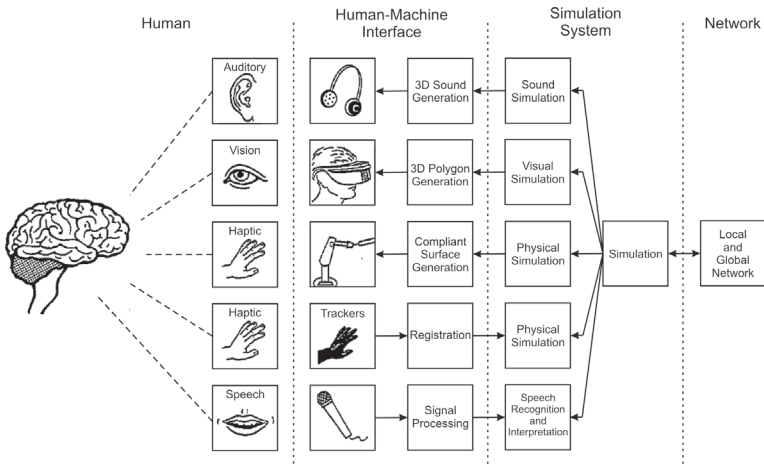 Human
Human-Machine
Interface
Simulation
System
Network
Auditory
3D Sound
Generation
Sound
Simulation
Vision
3D Polygon
Generation
Visual
Simulation
Haptic
Compliant
Surface
Generation
Physical
Simulation
Simulation
Local
and
Global
Network
Haptic
Trackers
Registration
Physical
Simulation
Speech
Signal
Processing
Speech
Recognition
and
Interpretation